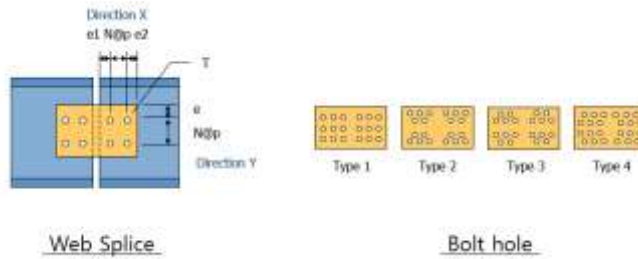 Direction X
e1 N@p e2
T
e
N@p
Direction Y
Type 1
Type 2
Type 3
Type 4
Web Splice
Bolt hole